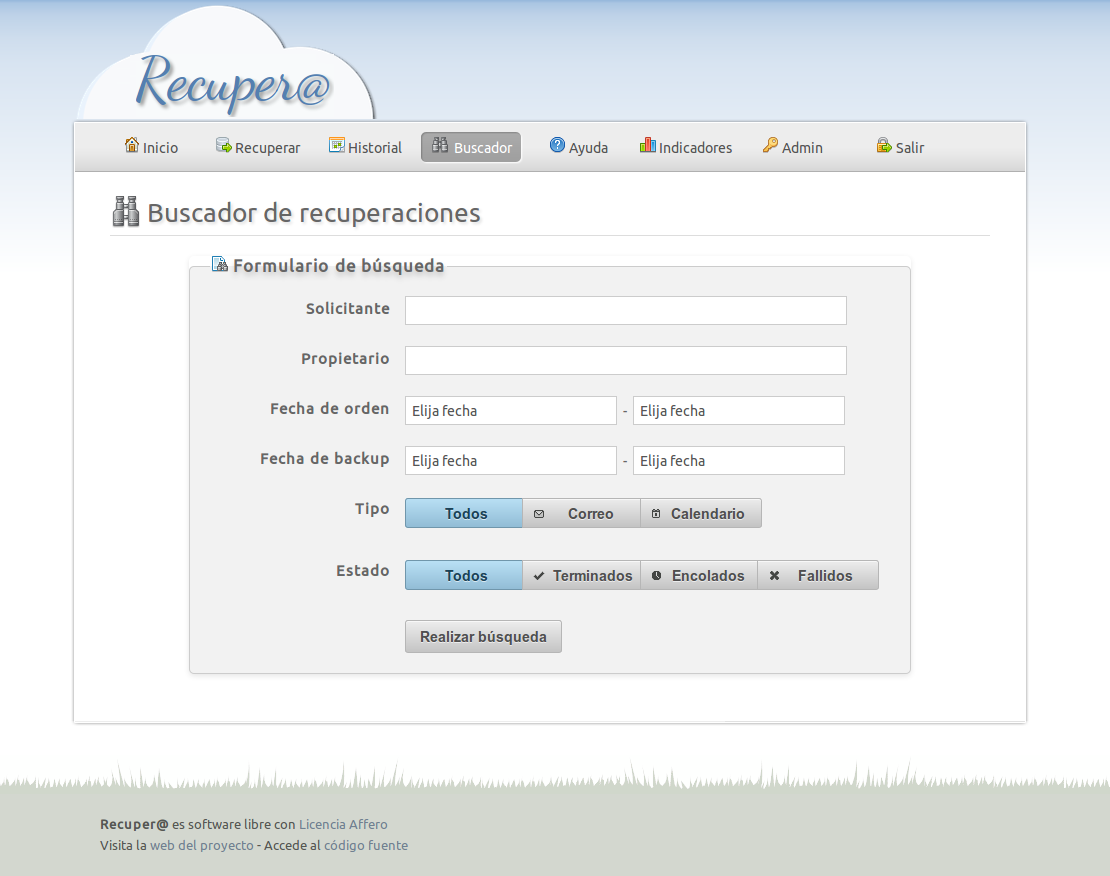 Recuper@
Inicio Recuperar Historial Buscador Ayuda Indicadores Admin Salir
Buscador de recuperaciones
Formulario de búsqueda
Solicitante
Propietario
Fecha de orden Elija fecha - Elija fecha
Fecha de backup Elija fecha - Elija fecha
Tipo Todos Correo Calendario
Estado Todos Terminados Encolados Fallidos
Realizar búsqueda
Recuper@ es software libre con Licencia Affero
Visita la web del proyecto - Accede al código fuente